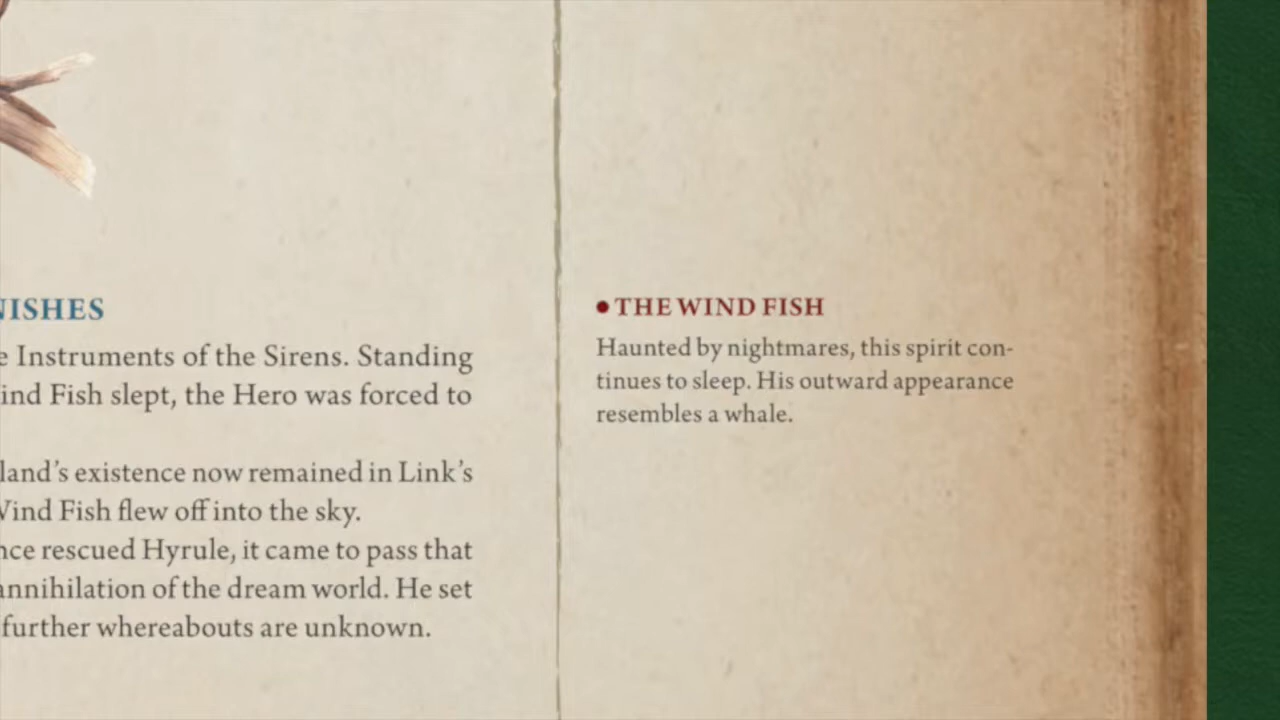 NISHES
e Instruments of the Sirens. Standing
ind Fish slept, the Hero was forced to
land's existence now remained in Link's
Wind Fish flew off into the sky.
nce rescued Hyrule, it came to pass that
annihilation of the dream world. He set
further whereabouts are unknown.
• THE WIND FISH
Haunted by nightmares, this spirit con-
tinues to sleep. His outward appearance
resembles a whale.